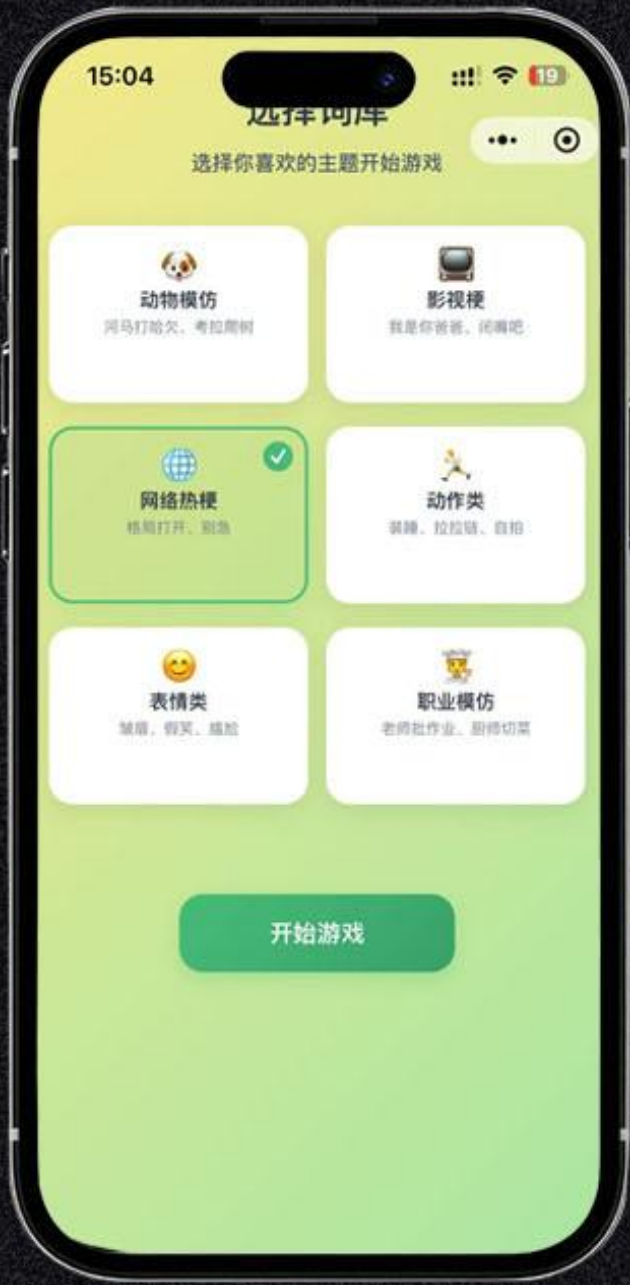 15:04
19
选择词库
选择你喜欢的主题开始游戏
动物模仿
河马打哈欠、考拉爬树
影视梗
我是你爸爸、闭嘴吧
网络热梗
格局打开、别急
动作类
装睡、拉拉链、自拍
表情类
皱眉、假笑、尴尬
职业模仿
老师批作业、厨师切菜
开始游戏